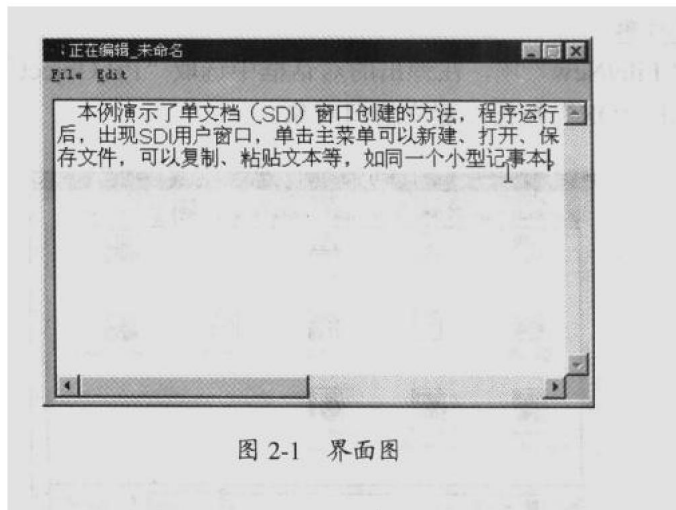 正在编辑_未命名
File Edit
本例演示了单文档（SDI）窗口创建的方法，程序运行
后，出现SDI用户窗口，单击主菜单可以新建、打开、保
存文件，可以复制、粘贴文本等，如同一个小型记事本.
图 2-1 界面图